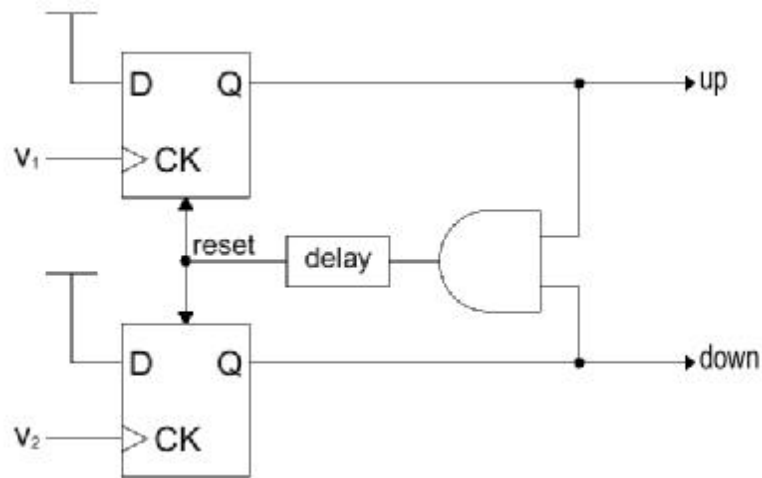 D Q up
V₁ CK
reset delay
D Q down
V₂ CK